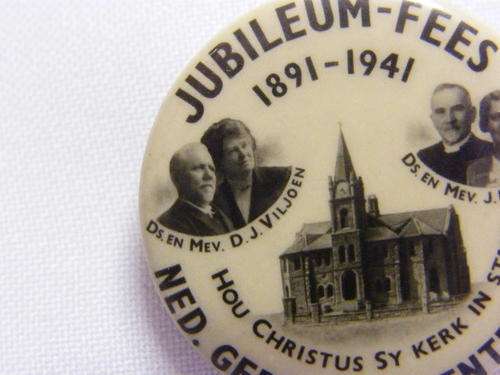 JUBILEUM-FEES
1891-1941
DS. EN MEV. D. J. VILJOEN
DS. EN MEV. J.
HOU CHRISTUS SY KERK IN
NED.